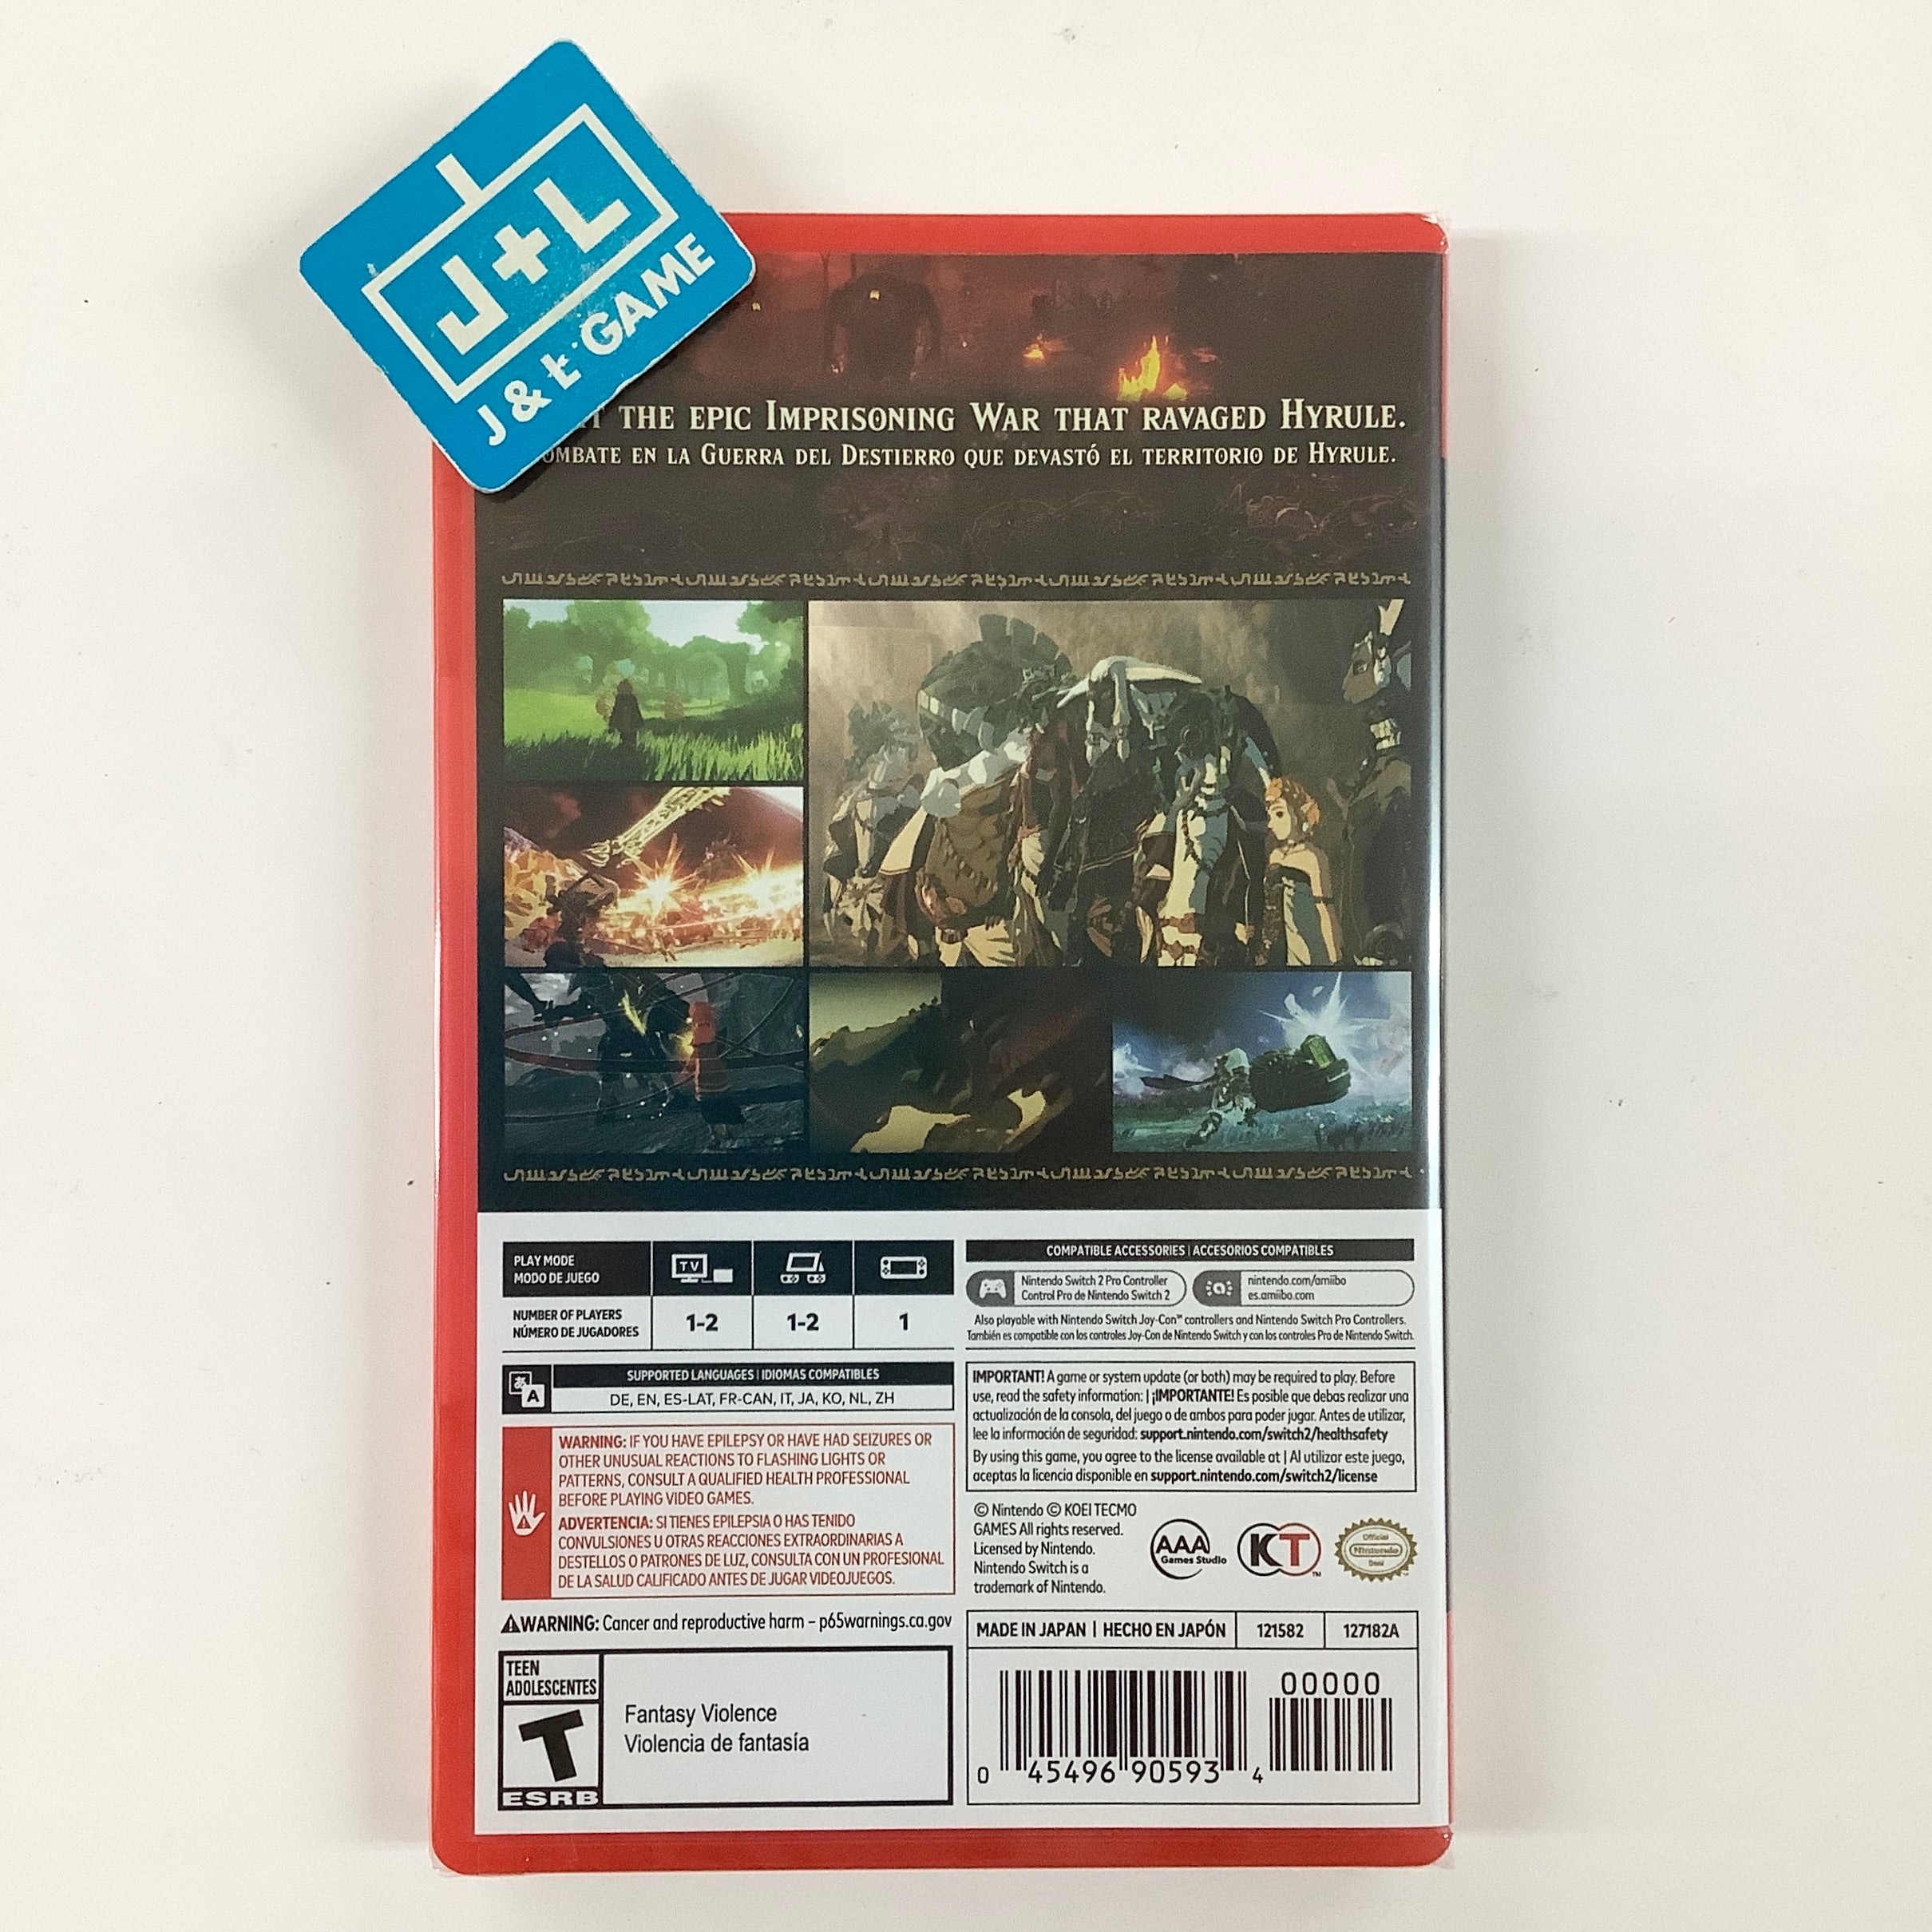 J+L
J & L GAME
THE EPIC IMPRISONING WAR THAT RAVAGED HYRULE.
EN LA GUERRA DEL DESTIERRO QUE DEVASTÓ EL TERRITORIO DE HYRULE.
PLAY MODE
MODO DE JUEGO
TV
NUMBER OF PLAYERS
NÚMERO DE JUGADORES
1-2
1-2
1
あ A
SUPPORTED LANGUAGES | IDIOMAS COMPATIBLES
DE, EN, ES-LAT, FR-CAN, IT, JA, KO, NL, ZH
WARNING: IF YOU HAVE EPILEPSY OR HAVE HAD SEIZURES OR
OTHER UNUSUAL REACTIONS TO FLASHING LIGHTS OR
PATTERNS, CONSULT A QUALIFIED HEALTH PROFESSIONAL
BEFORE PLAYING VIDEO GAMES.
ADVERTENCIA: SI TIENES EPILEPSIA O HAS TENIDO
CONVULSIONES U OTRAS REACCIONES EXTRAORDINARIAS A
DESTELLOS O PATRONES DE LUZ, CONSULTA CON UN PROFESIONAL
DE LA SALUD CALIFICADO ANTES DE JUGAR VIDEOJUEGOS.
WARNING: Cancer and reproductive harm – p65warnings.ca.gov
TEEN
ADOLESCENTES
T
ESRB
Fantasy Violence
Violencia de fantasía
COMPATIBLE ACCESSORIES | ACCESORIOS COMPATIBLES
Nintendo Switch 2 Pro Controller
Control Pro de Nintendo Switch 2
nintendo.com/amiibo
es.amiibo.com
Also playable with Nintendo Switch Joy-Con™ controllers and Nintendo Switch Pro Controllers.
También es compatible con los controles Joy-Con de Nintendo Switch y con los controles Pro de Nintendo Switch.
IMPORTANT! A game or system update (or both) may be required to play. Before
use, read the safety information: | ¡IMPORTANTE! Es posible que debas realizar una
actualización de la consola, del juego o de ambos para poder jugar. Antes de utilizar,
lee la información de seguridad: support.nintendo.com/switch2/healthsafety
By using this game, you agree to the license available at | Al utilizar este juego,
aceptas la licencia disponible en support.nintendo.com/switch2/license
© Nintendo © KOEI TECMO
GAMES All rights reserved.
Licensed by Nintendo.
Nintendo Switch is a
trademark of Nintendo.
AAA
Games Studio
KT™
Official
Nintendo
Seal
MADE IN JAPAN | HECHO EN JAPÓN
121582
127182A
00000
0 45496 90593 4